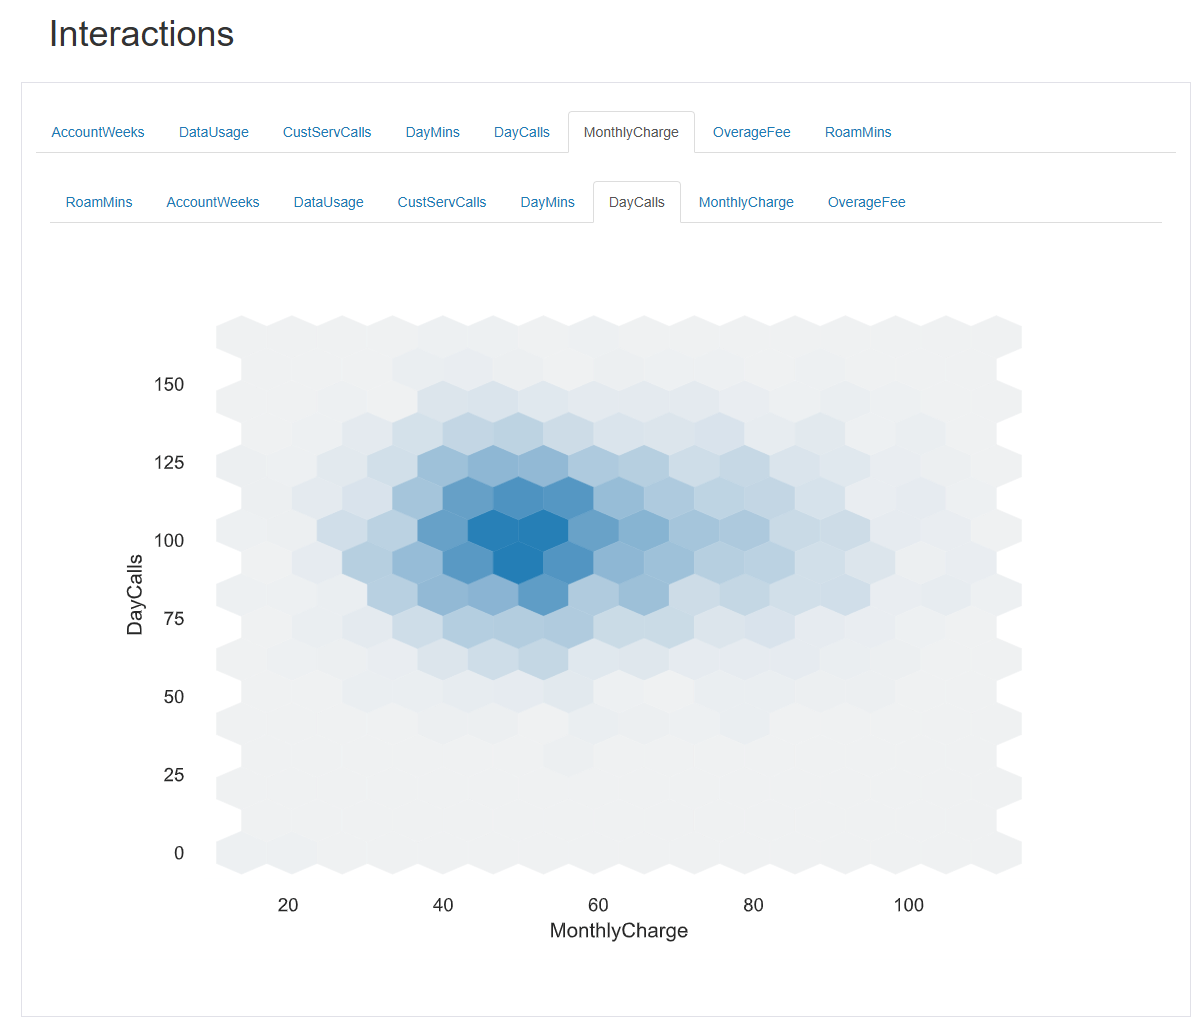 Interactions
AccountWeeks DataUsage CustServCalls DayMins DayCalls MonthlyCharge OverageFee RoamMins
RoamMins AccountWeeks DataUsage CustServCalls DayMins DayCalls MonthlyCharge OverageFee
150
125
100
DayCalls
75
50
25
0
20 40 60 80 100
MonthlyCharge